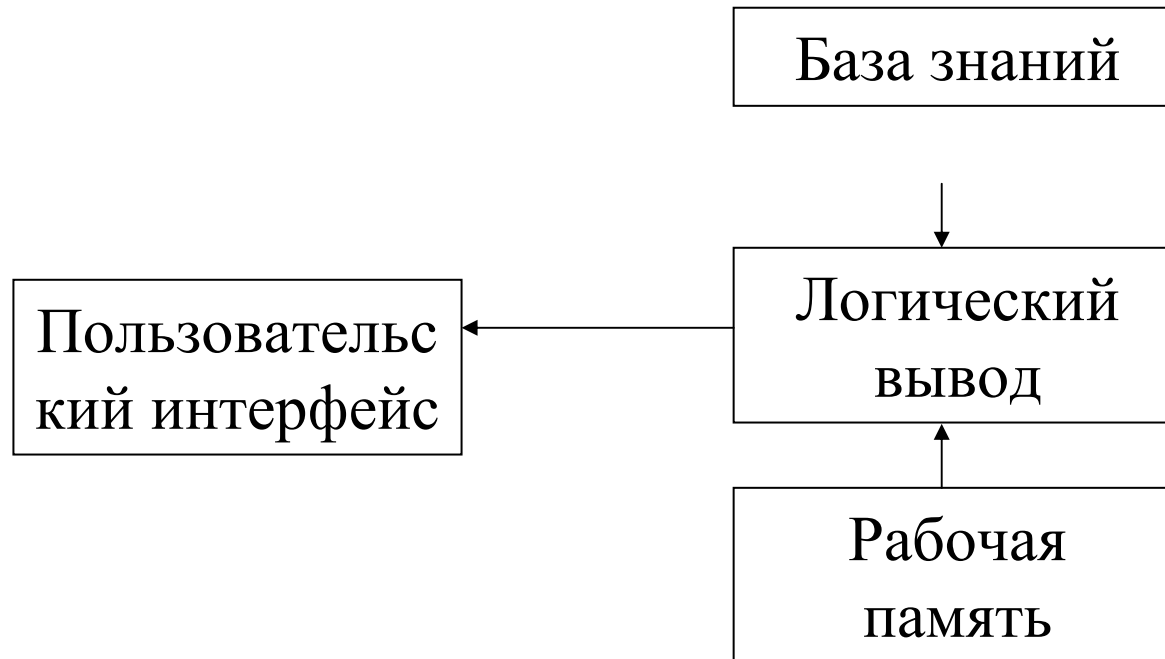 База знаний
Логический
вывод
Пользовательс
кий интерфейс
Рабочая
память